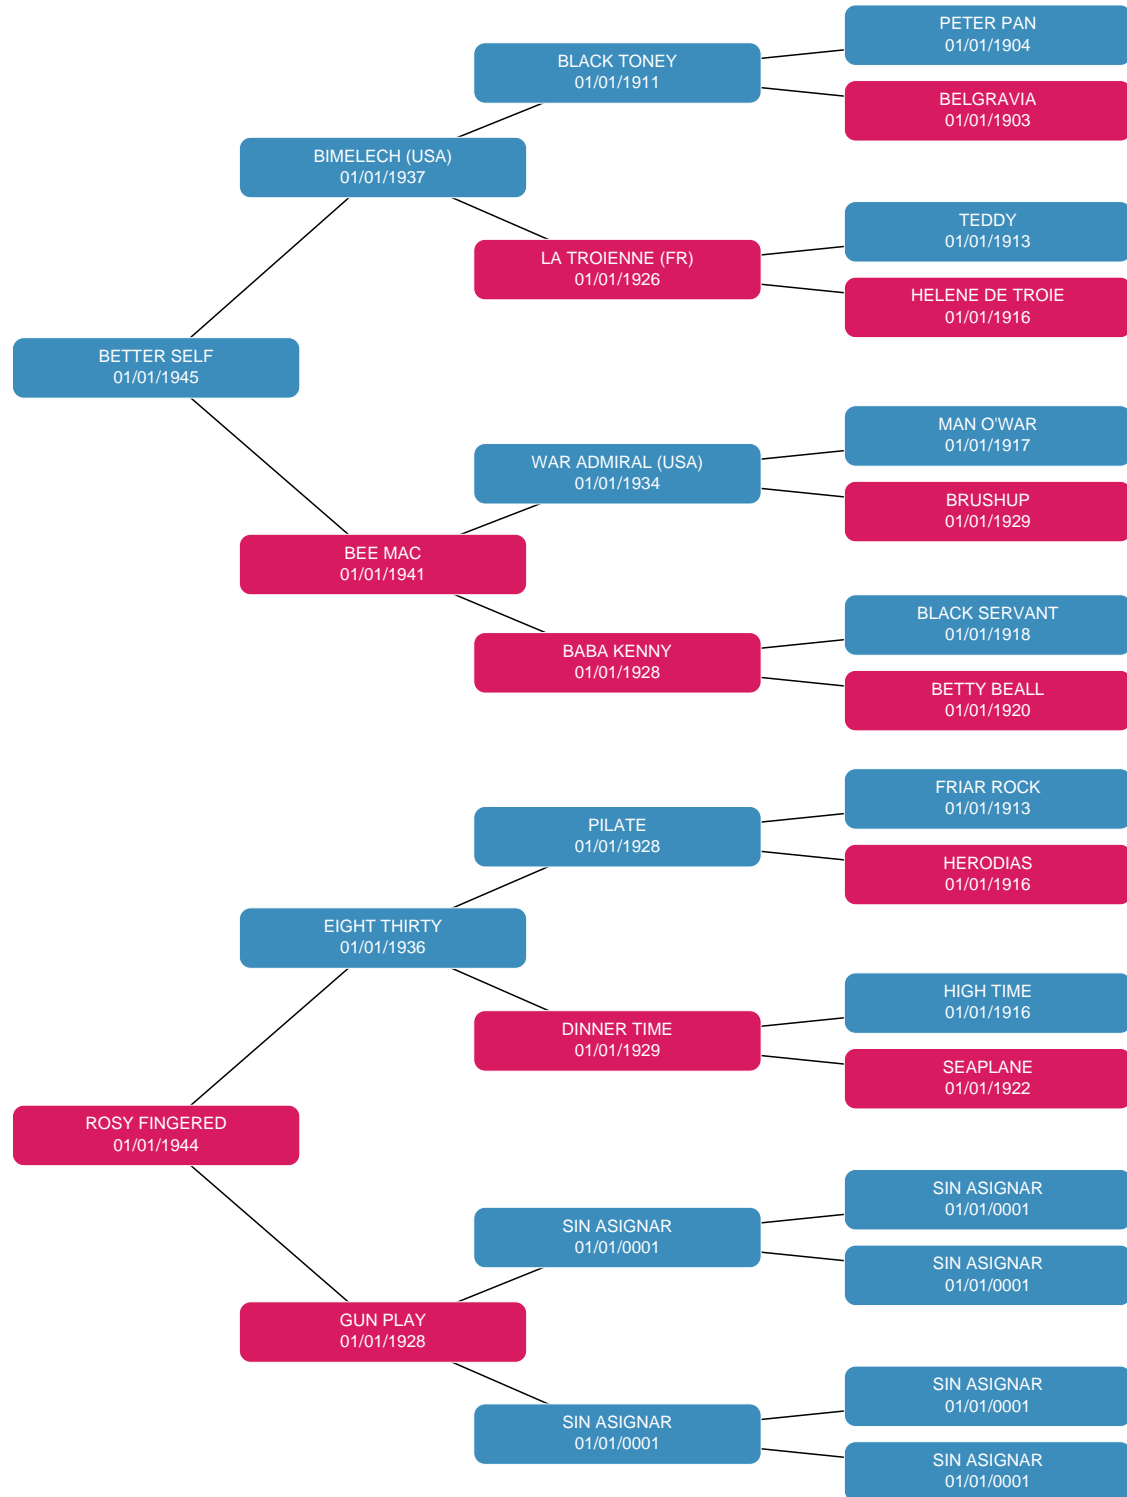 PETER PAN
01/01/1904
BLACK TONEY
01/01/1911
BELGRAVIA
01/01/1903
BIMELECH (USA)
01/01/1937
TEDDY
01/01/1913
LA TROIENNE (FR)
01/01/1926
HELENE DE TROIE
01/01/1916
BETTER SELF
01/01/1945
MAN O'WAR
01/01/1917
WAR ADMIRAL (USA)
01/01/1934
BRUSHUP
01/01/1929
BEE MAC
01/01/1941
BLACK SERVANT
01/01/1918
BABA KENNY
01/01/1928
BETTY BEALL
01/01/1920
FRIAR ROCK
01/01/1913
PILATE
01/01/1928
HERODIAS
01/01/1916
EIGHT THIRTY
01/01/1936
HIGH TIME
01/01/1916
DINNER TIME
01/01/1929
SEAPLANE
01/01/1922
ROSY FINGERED
01/01/1944
SIN ASIGNAR
01/01/0001
SIN ASIGNAR
01/01/0001
SIN ASIGNAR
01/01/0001
GUN PLAY
01/01/1928
SIN ASIGNAR
01/01/0001
SIN ASIGNAR
01/01/0001
SIN ASIGNAR
01/01/0001